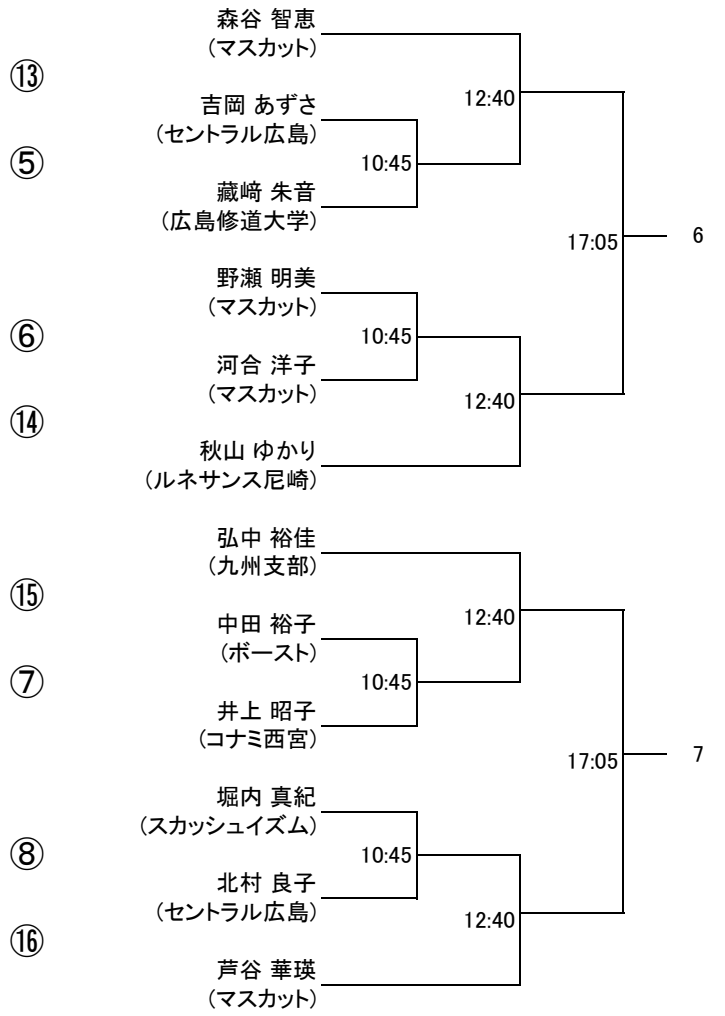 森谷 智恵
(マスカット)
⑬
12:40
吉岡 あずさ
(セントラル広島)
⑤
10:45
藏﨑 朱音
(広島修道大学)
17:05
6
野瀬 明美
(マスカット)
⑥
10:45
河合 洋子
(マスカット)
12:40
⑭
秋山 ゆかり
(ルネサンス尼崎)
弘中 裕佳
(九州支部)
⑮
12:40
中田 裕子
(ボースト)
⑦
10:45
井上 昭子
(コナミ西宮)
17:05
7
堀内 真紀
(スカッシュイズム)
⑧
10:45
北村 良子
(セントラル広島)
12:40
⑯
芦谷 華瑛
(マスカット)